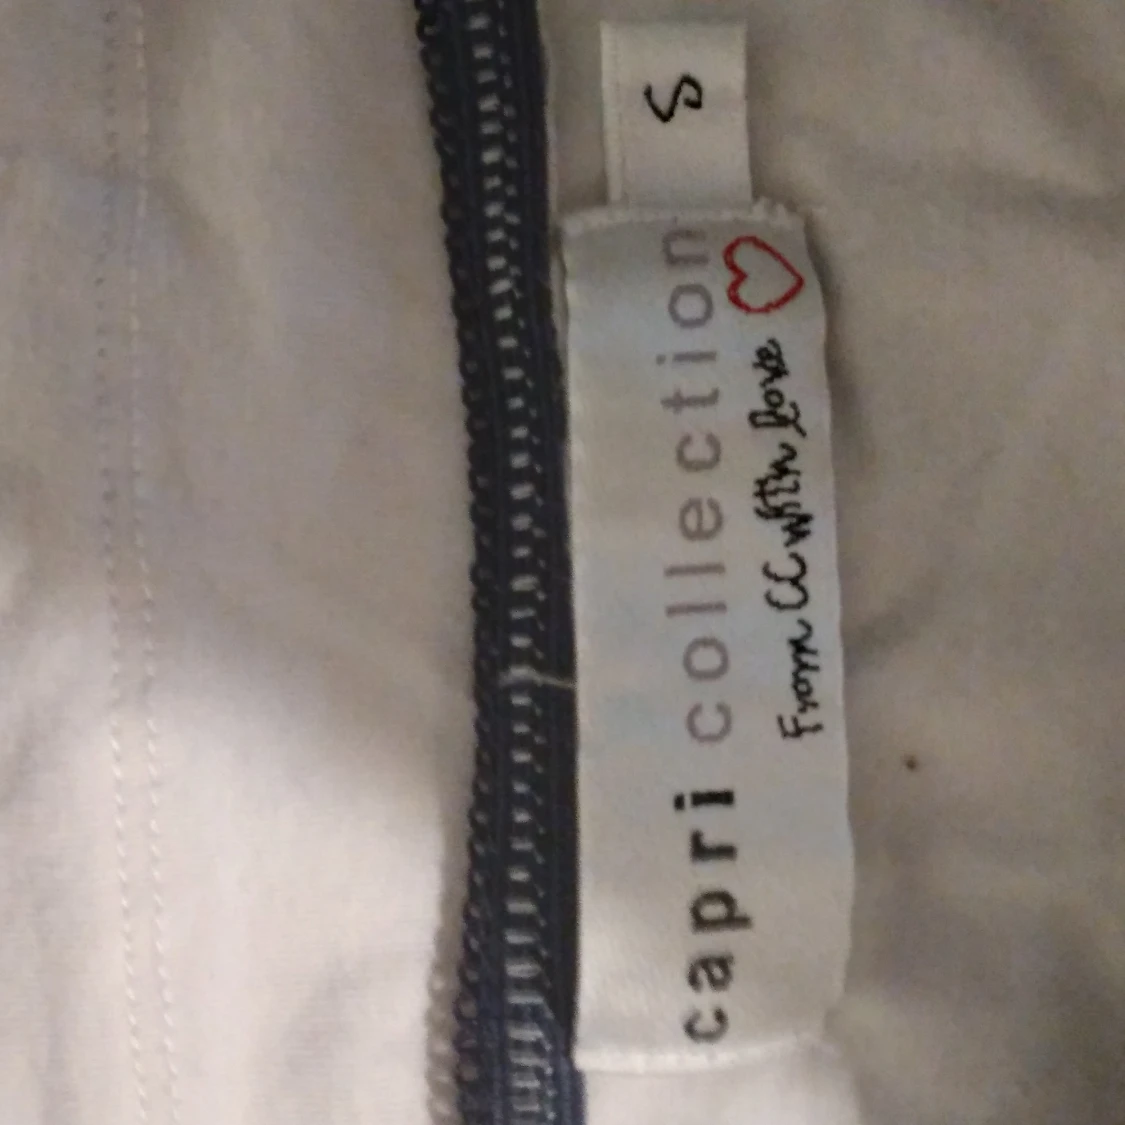 capri collection
From CC with love
S